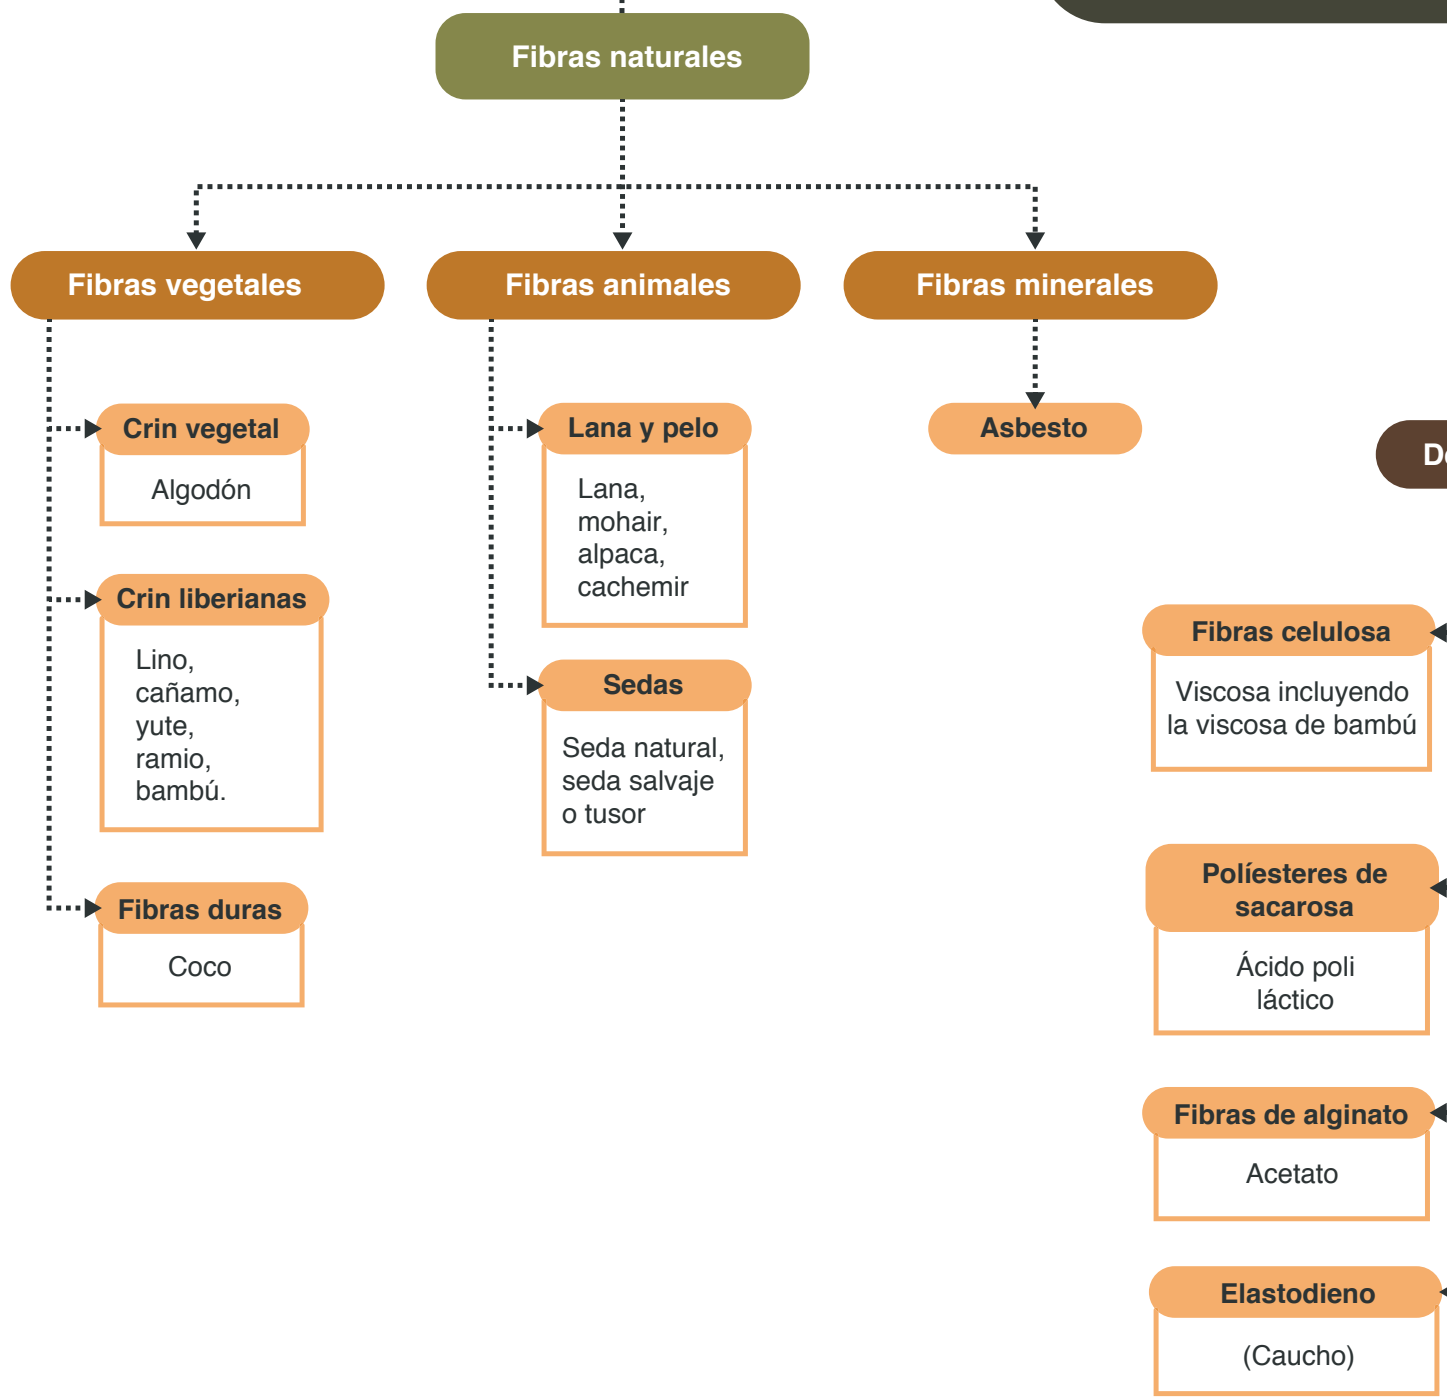 Fibras naturales
Fibras vegetales
Fibras animales
Fibras minerales
Crin vegetal
Algodón
Crin liberianas
Lino,
cañamo,
yute,
ramio,
bambú.
Fibras duras
Coco
Lana y pelo
Lana,
mohair,
alpaca,
cachemir
Sedas
Seda natural,
seda salvaje
o tusor
Asbesto
Fibras celulosa
Viscosa incluyendo
la viscosa de bambú
Políesteres de
sacarosa
Ácido poli
láctico
Fibras de alginato
Acetato
Elastodieno
(Caucho)